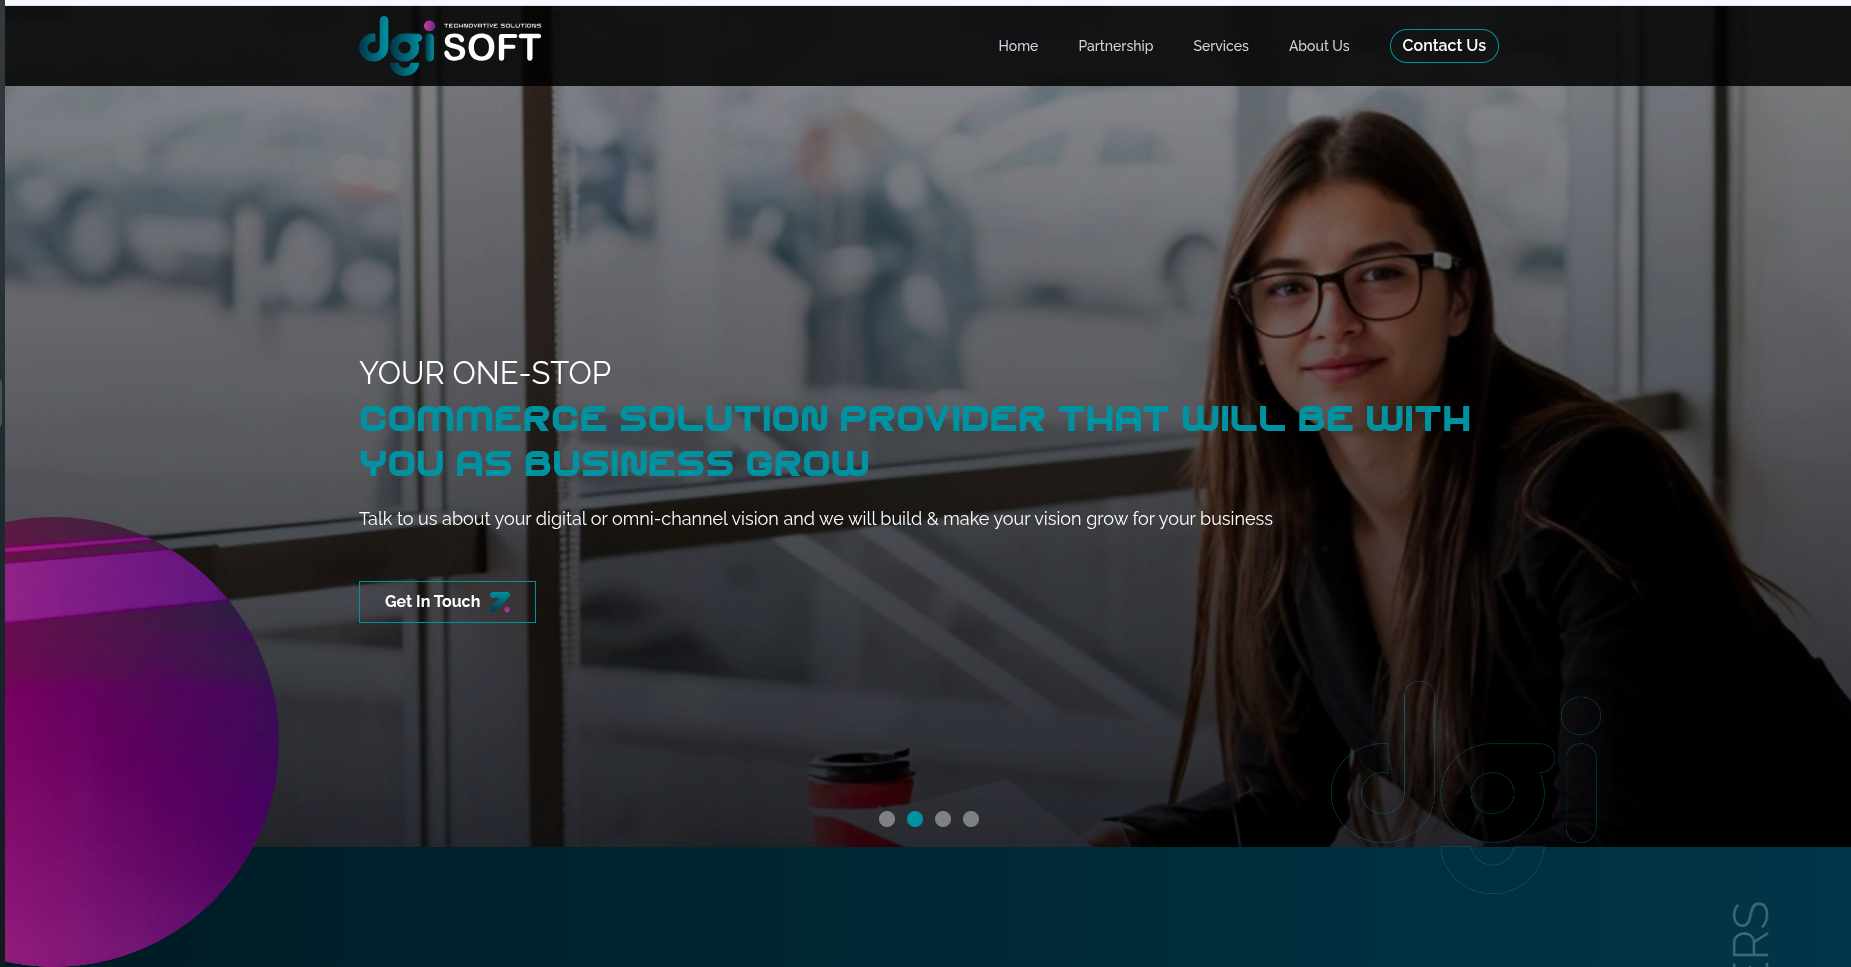 dgi
TECHNOVATIVE SOLUTIONS
SOFT
Home
Partnership
Services
About Us
Contact Us
YOUR ONE-STOP
COMMERCE SOLUTION PROVIDER THAT WILL BE WITH
YOU AS BUSINESS GROW
Talk to us about your digital or omni-channel vision and we will build & make your vision grow for your business
Get In Touch
dgi